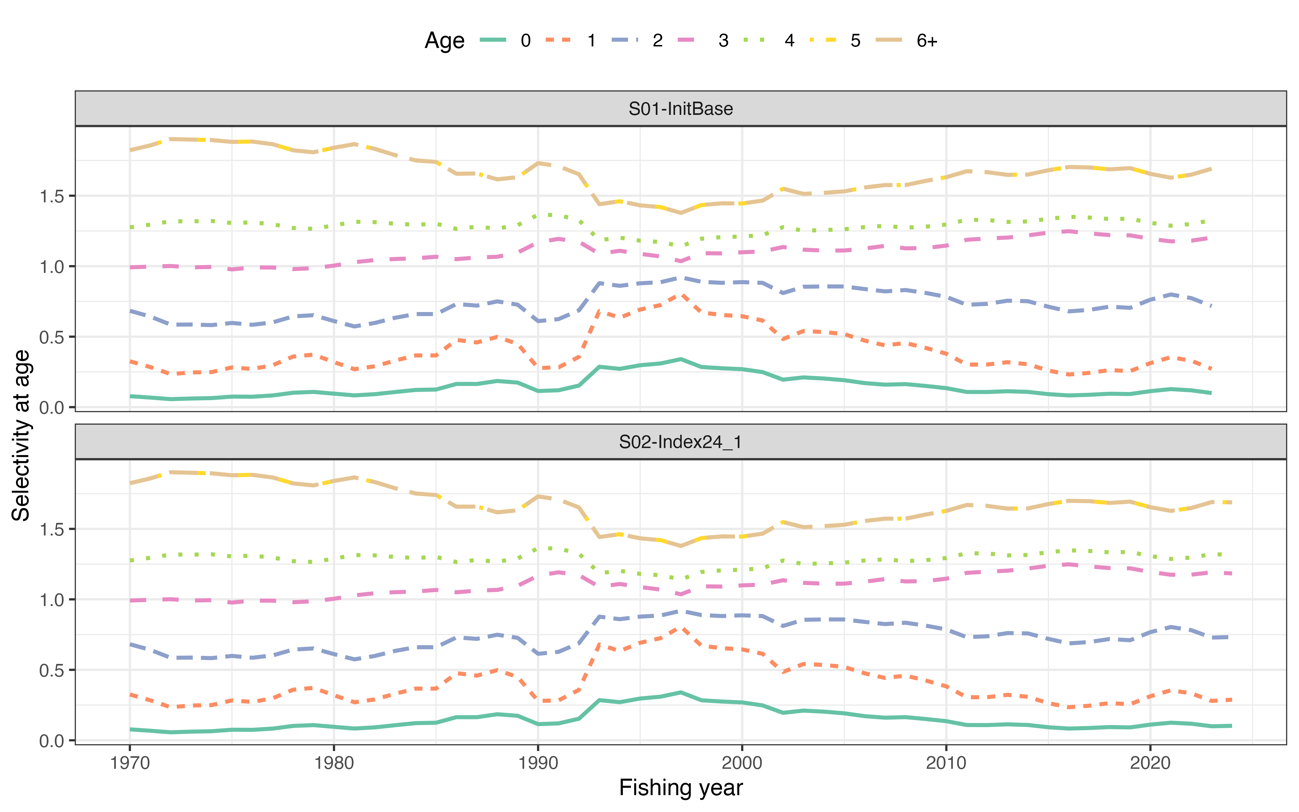 Age 0 1 2 3 4 5 6+
S01-InitBase
1.5
1.0
0.5
0.0
Selectivity at age
S02-Index24_1
1.5
1.0
0.5
0.0
1970 1980 1990 2000 2010 2020
Fishing year